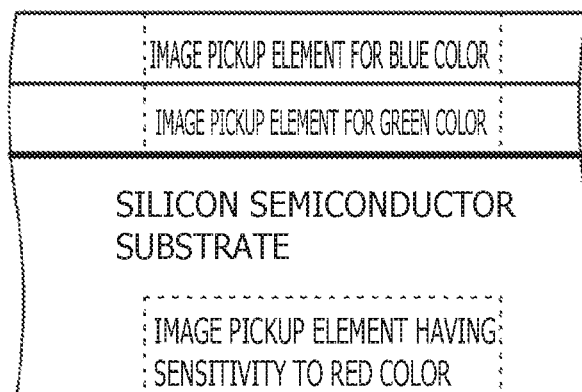 IMAGE PICKUP ELEMENT FOR BLUE COLOR
IMAGE PICKUP ELEMENT FOR GREEN COLOR
SILICON SEMICONDUCTOR
SUBSTRATE
IMAGE PICKUP ELEMENT HAVING
SENSITIVITY TO RED COLOR